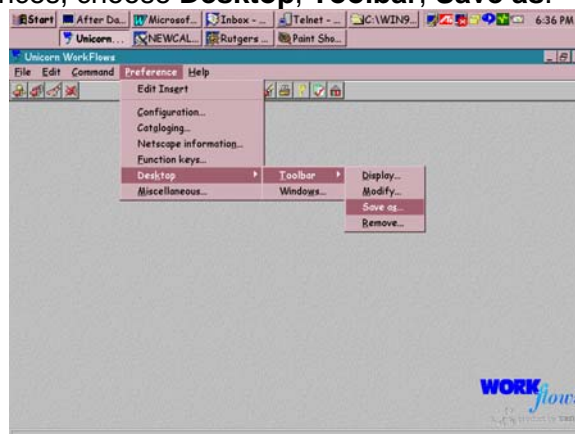 nces, choose Desktop, Toolbar, Save as.
Start After Da... Microsof... Inbox - ... Telnet - ... C:\WIN9... 6:36 PM
Unicorn... NEWCAL... Rutgers ... Paint Sho...
Unicorn WorkFlows
File Edit Command Preference Help
Edit Insert
Configuration...
Cataloging...
Netscape information...
Function keys...
Desktop Toolbar Display...
Miscellaneous... Windows... Modify...
Save as...
Remove...
WORK
flows